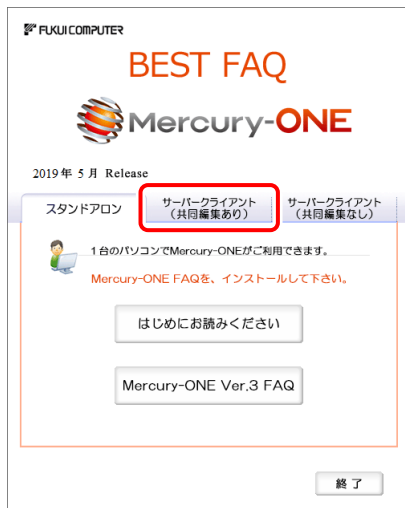 FUKUI COMPUTER
BEST FAQ
Mercury-ONE
2019年 5月 Release
スタンドアロン
サーバークライアント
（共同編集あり）
サーバークライアント
（共同編集なし）
1台のパソコンでMercury-ONEがご利用できます。
Mercury-ONE FAQを、インストールして下さい。
はじめにお読みください
Mercury-ONE Ver.3 FAQ
終了